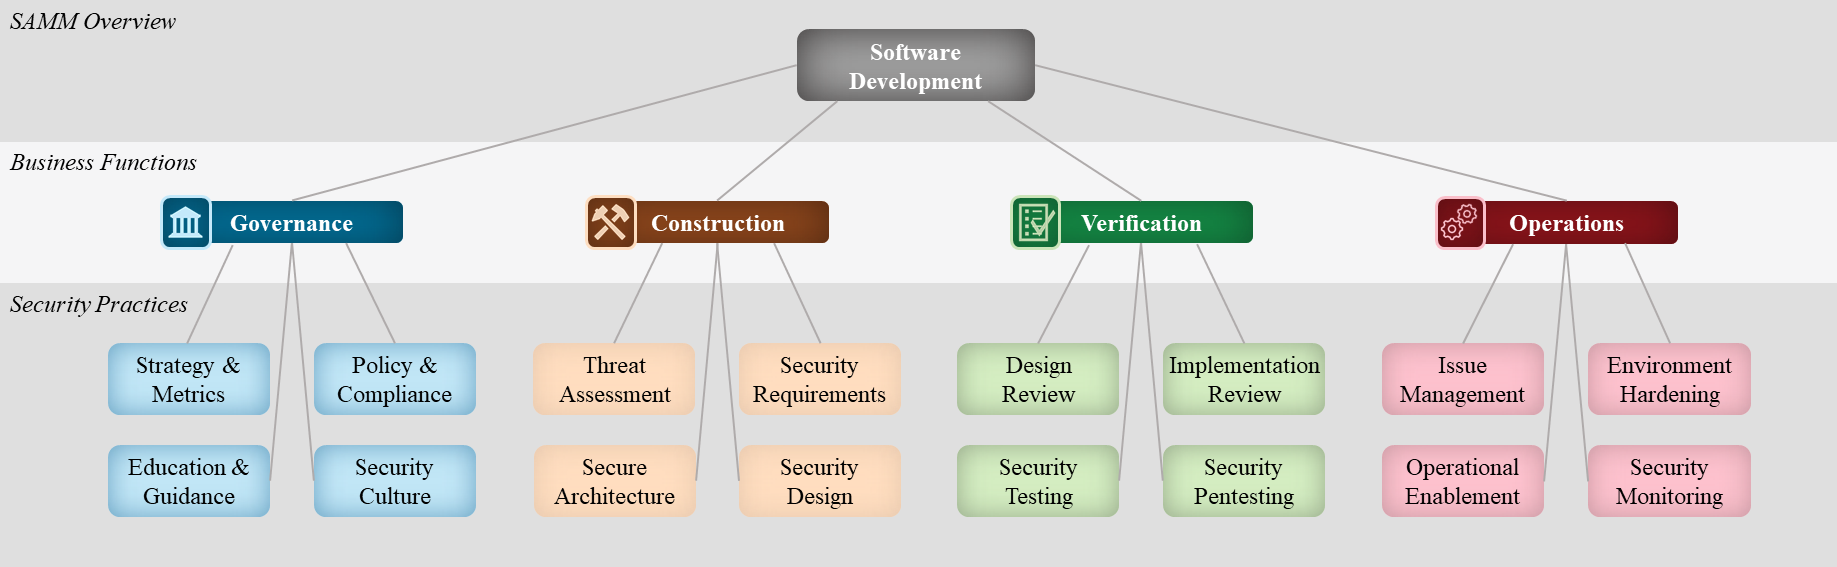 SAMM Overview
Software
Development
Business Functions
Governance
Construction
Verification
Operations
Security Practices
Strategy &
Metrics
Policy &
Compliance
Threat
Assessment
Security
Requirements
Design
Review
Implementation
Review
Issue
Management
Environment
Hardening
Education &
Guidance
Security
Culture
Secure
Architecture
Security
Design
Security
Testing
Security
Pentesting
Operational
Enablement
Security
Monitoring